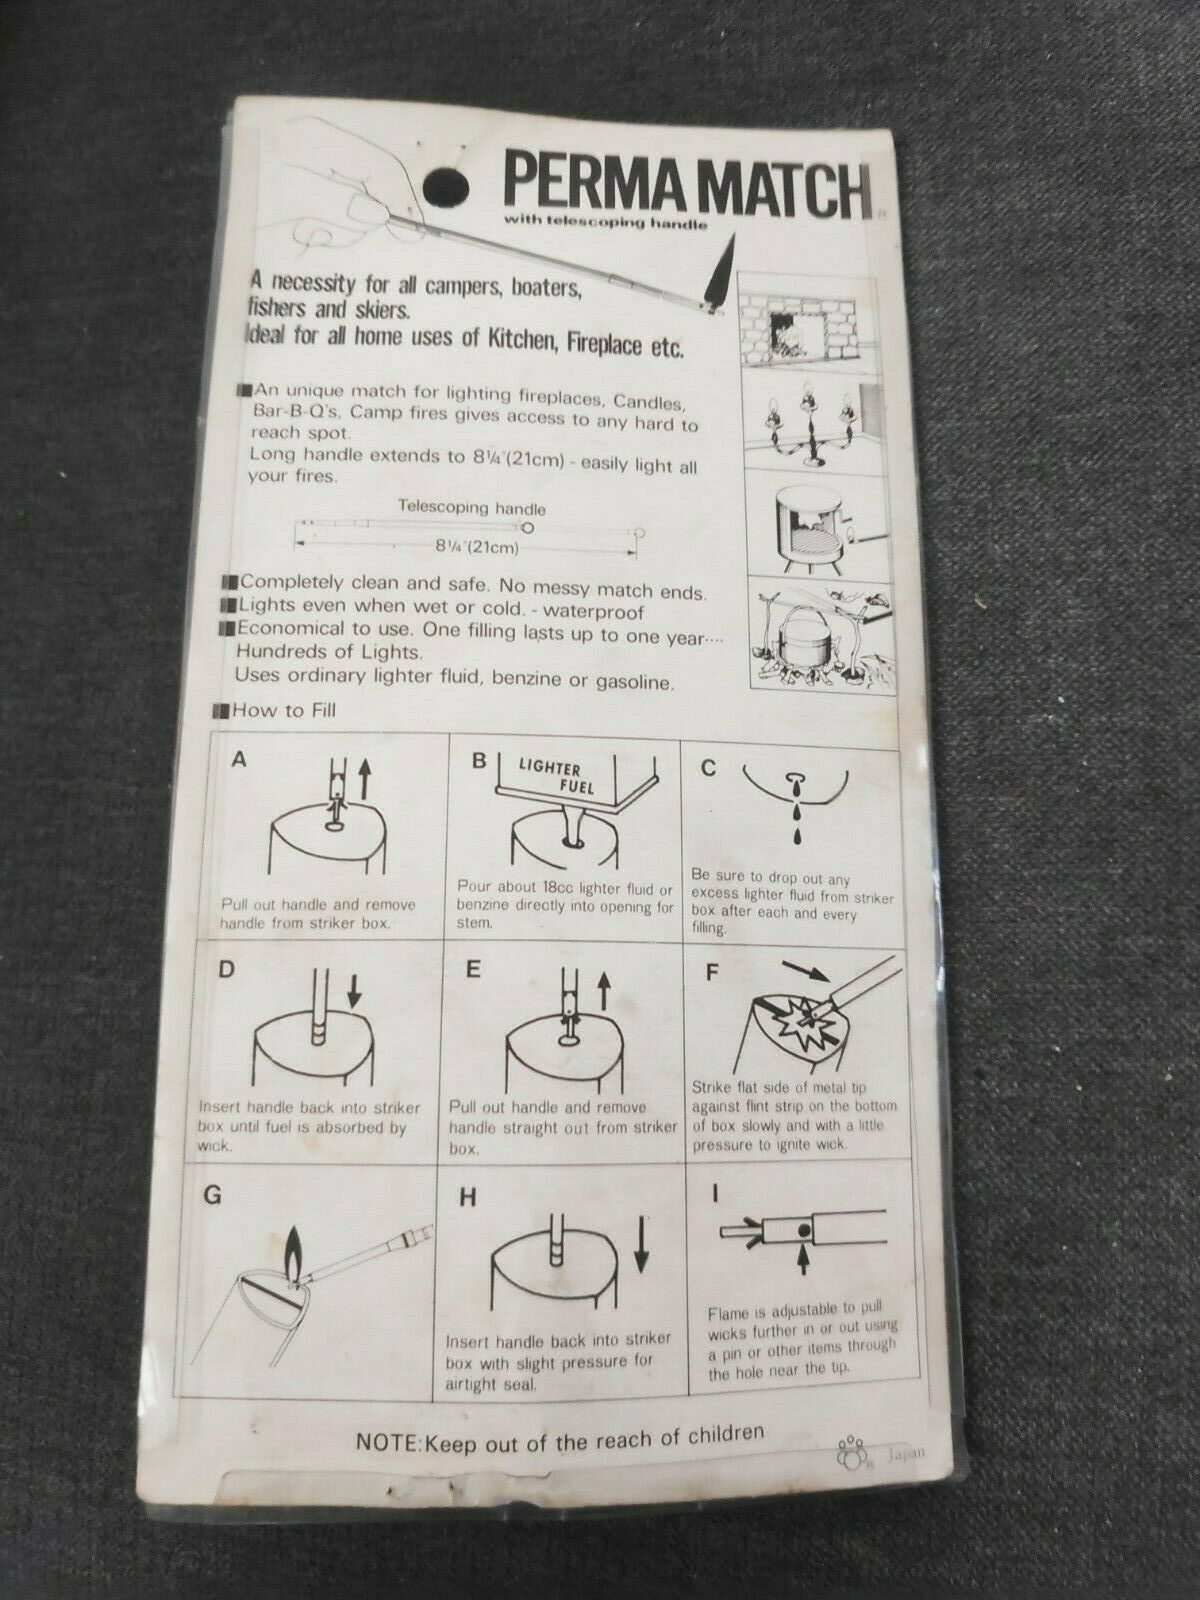 PERMA MATCH®
with telescoping handle
A necessity for all campers, boaters,
fishers and skiers.
Ideal for all home uses of Kitchen, Fireplace etc.
An unique match for lighting fireplaces, Candles,
Bar-B-Q's, Camp fires gives access to any hard to
reach spot.
Long handle extends to 8¼"(21cm) - easily light all
your fires.
Telescoping handle
8¼"(21cm)
Completely clean and safe. No messy match ends.
Lights even when wet or cold. - waterproof
Economical to use. One filling lasts up to one year····
Hundreds of Lights.
Uses ordinary lighter fluid, benzine or gasoline.
How to Fill
A
Pull out handle and remove
handle from striker box.
B
LIGHTER
FUEL
Pour about 18cc lighter fluid or
benzine directly into opening for
stem.
C
Be sure to drop out any
excess lighter fluid from striker
box after each and every
filling.
D
Insert handle back into striker
box until fuel is absorbed by
wick.
E
Pull out handle and remove
handle straight out from striker
box.
F
Strike flat side of metal tip
against flint strip on the bottom
of box slowly and with a little
pressure to ignite wick.
G
H
Insert handle back into striker
box with slight pressure for
airtight seal.
I
Flame is adjustable to pull
wicks further in or out using
a pin or other items through
the hole near the tip.
NOTE:Keep out of the reach of children
® Japan